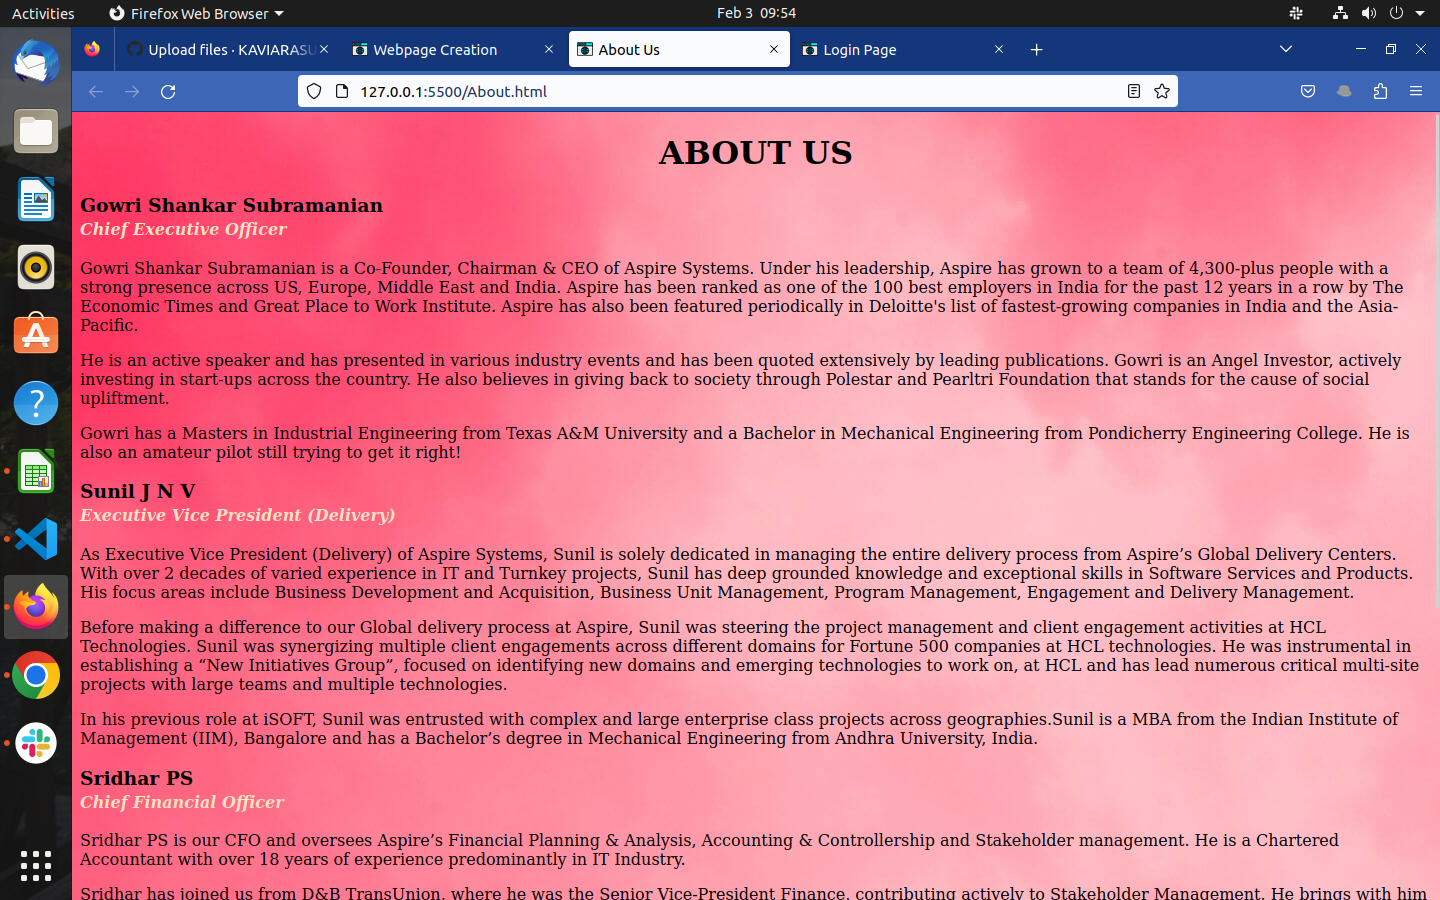 Activities Firefox Web Browser Feb 3 09:54
Upload files · KAVIARASU Webpage Creation About Us Login Page
127.0.0.1:5500/About.html
ABOUT US
Gowri Shankar Subramanian
Chief Executive Officer
Gowri Shankar Subramanian is a Co-Founder, Chairman & CEO of Aspire Systems. Under his leadership, Aspire has grown to a team of 4,300-plus people with a
strong presence across US, Europe, Middle East and India. Aspire has been ranked as one of the 100 best employers in India for the past 12 years in a row by The
Economic Times and Great Place to Work Institute. Aspire has also been featured periodically in Deloitte's list of fastest-growing companies in India and the Asia-
Pacific.
He is an active speaker and has presented in various industry events and has been quoted extensively by leading publications. Gowri is an Angel Investor, actively
investing in start-ups across the country. He also believes in giving back to society through Polestar and Pearltri Foundation that stands for the cause of social
upliftment.
Gowri has a Masters in Industrial Engineering from Texas A&M University and a Bachelor in Mechanical Engineering from Pondicherry Engineering College. He is
also an amateur pilot still trying to get it right!
Sunil J N V
Executive Vice President (Delivery)
As Executive Vice President (Delivery) of Aspire Systems, Sunil is solely dedicated in managing the entire delivery process from Aspire’s Global Delivery Centers.
With over 2 decades of varied experience in IT and Turnkey projects, Sunil has deep grounded knowledge and exceptional skills in Software Services and Products.
His focus areas include Business Development and Acquisition, Business Unit Management, Program Management, Engagement and Delivery Management.
Before making a difference to our Global delivery process at Aspire, Sunil was steering the project management and client engagement activities at HCL
Technologies. Sunil was synergizing multiple client engagements across different domains for Fortune 500 companies at HCL technologies. He was instrumental in
establishing a “New Initiatives Group”, focused on identifying new domains and emerging technologies to work on, at HCL and has lead numerous critical multi-site
projects with large teams and multiple technologies.
In his previous role at iSOFT, Sunil was entrusted with complex and large enterprise class projects across geographies.Sunil is a MBA from the Indian Institute of
Management (IIM), Bangalore and has a Bachelor’s degree in Mechanical Engineering from Andhra University, India.
Sridhar PS
Chief Financial Officer
Sridhar PS is our CFO and oversees Aspire’s Financial Planning & Analysis, Accounting & Controllership and Stakeholder management. He is a Chartered
Accountant with over 18 years of experience predominantly in IT Industry.
Sridhar has joined us from D&B TransUnion, where he was the Senior Vice-President Finance, contributing actively to Stakeholder Management. He brings with him